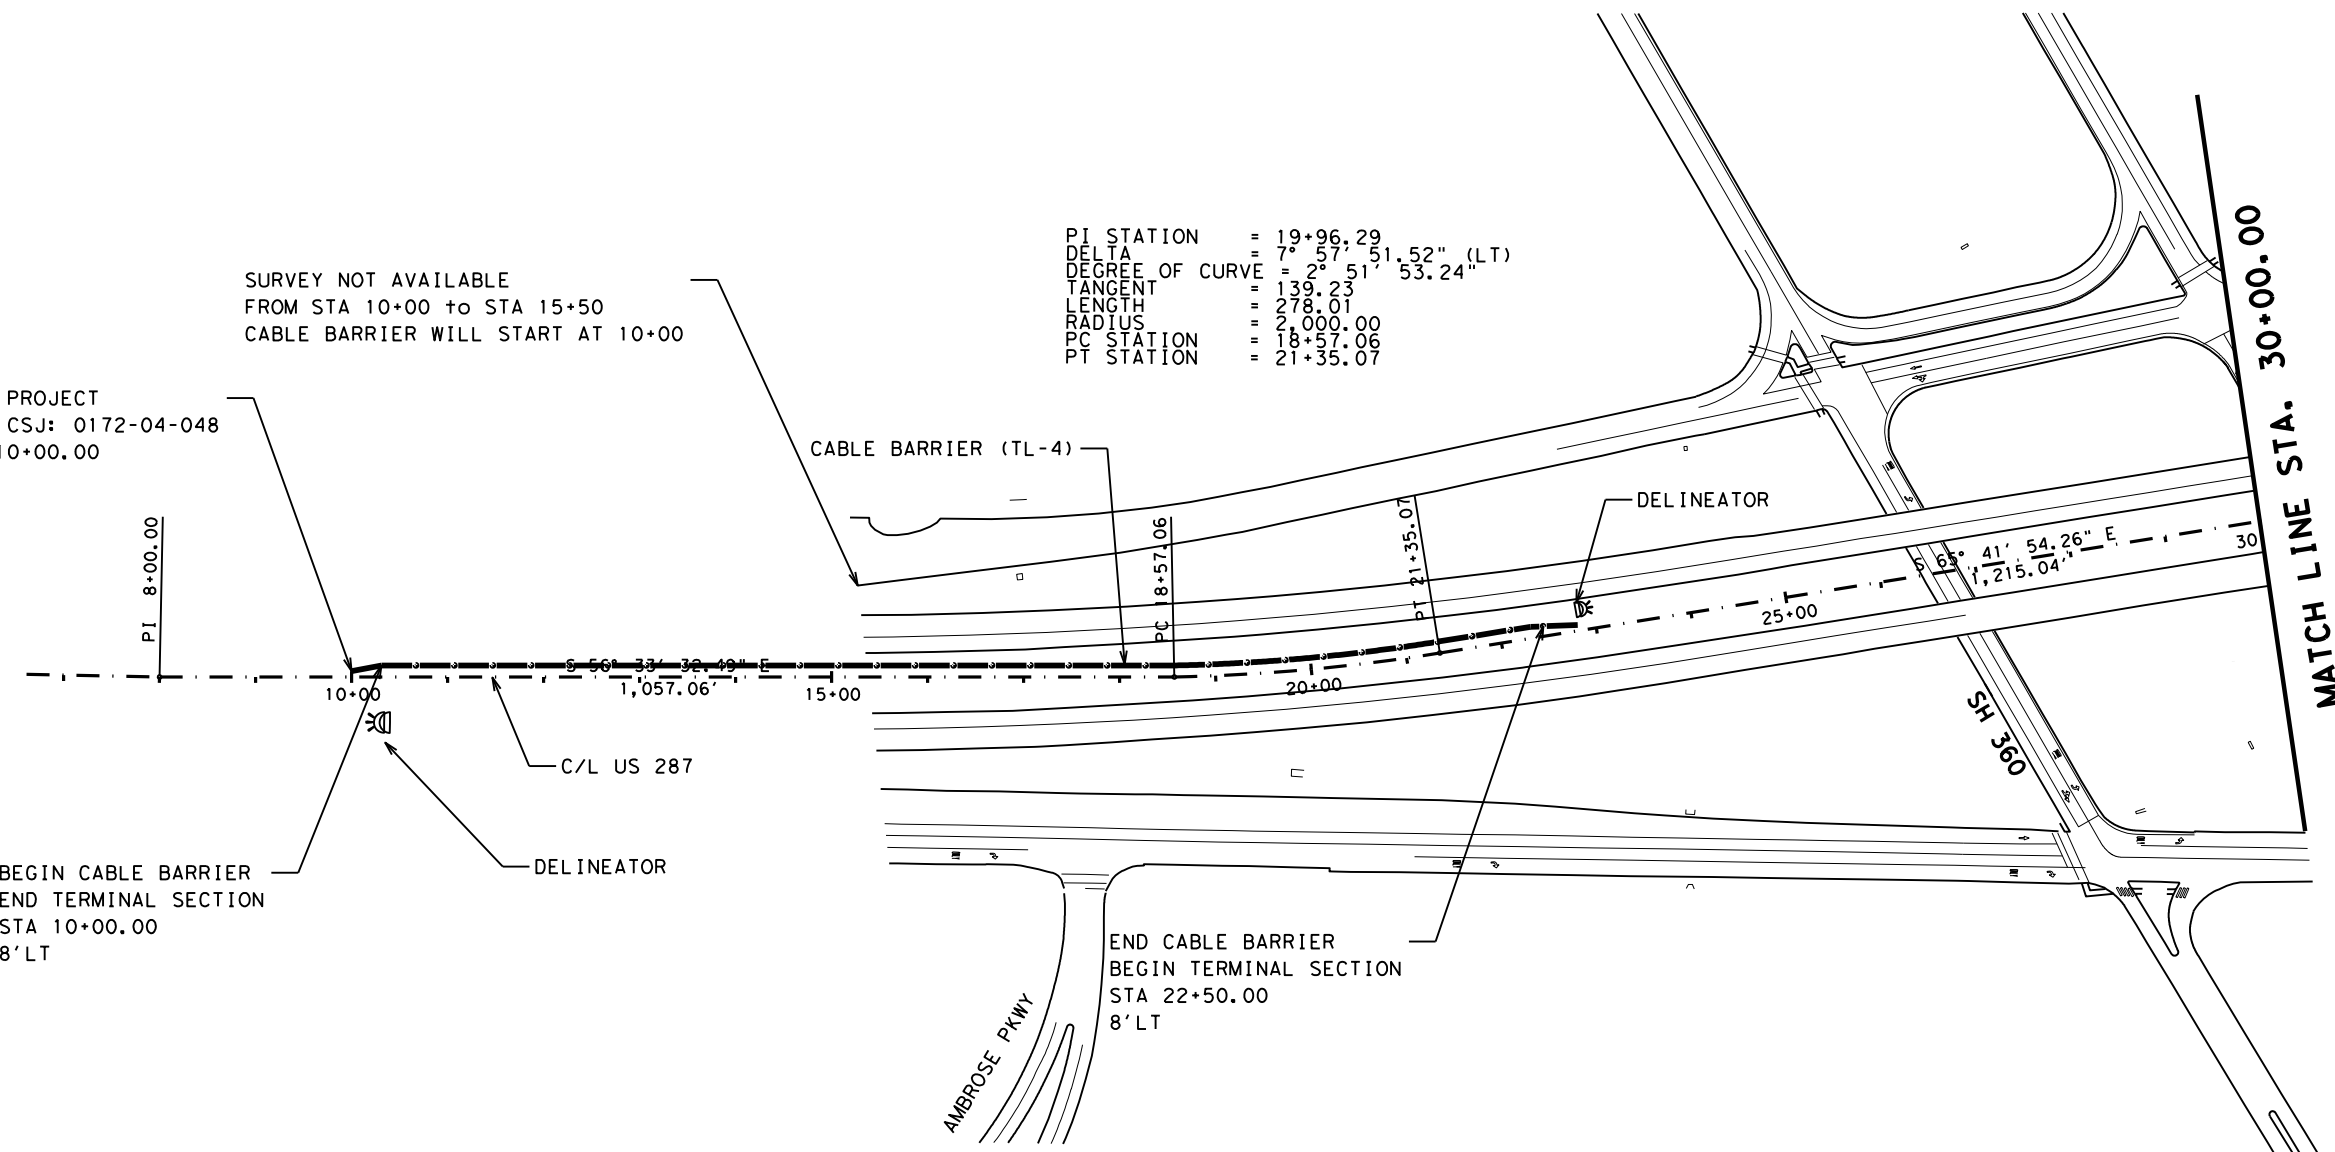 PI STATION = 19+96.29
DELTA = 7° 57' 51.52" (LT)
DEGREE OF CURVE = 2° 51' 53.24"
TANGENT = 139.23
LENGTH = 278.01
RADIUS = 2,000.00
PC STATION = 18+57.06
PT STATION = 21+35.07
SURVEY NOT AVAILABLE
FROM STA 10+00 to STA 15+50
CABLE BARRIER WILL START AT 10+00
PROJECT
CSJ: 0172-04-048
10+00.00
CABLE BARRIER (TL-4)
DELINEATOR
PI 8+00.00
PC 18+57.06
PT 21+35.07
S 56° 33' 32.49" E
1,057.06'
10+00
15+00
20+00
25+00
30
S 65° 41' 54.26" E
1,215.04'
MATCH LINE STA. 30+00.00
SH 360
C/L US 287
DELINEATOR
BEGIN CABLE BARRIER
END TERMINAL SECTION
STA 10+00.00
8'LT
END CABLE BARRIER
BEGIN TERMINAL SECTION
STA 22+50.00
8'LT
AMBROSE PKWY